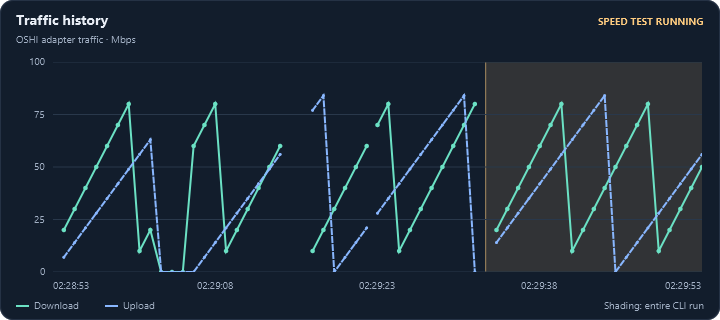 Traffic history
SPEED TEST RUNNING
OSHI adapter traffic · Mbps
100
75
50
25
0
02:28:53 02:29:08 02:29:23 02:29:38 02:29:53
Download Upload
Shading: entire CLI run